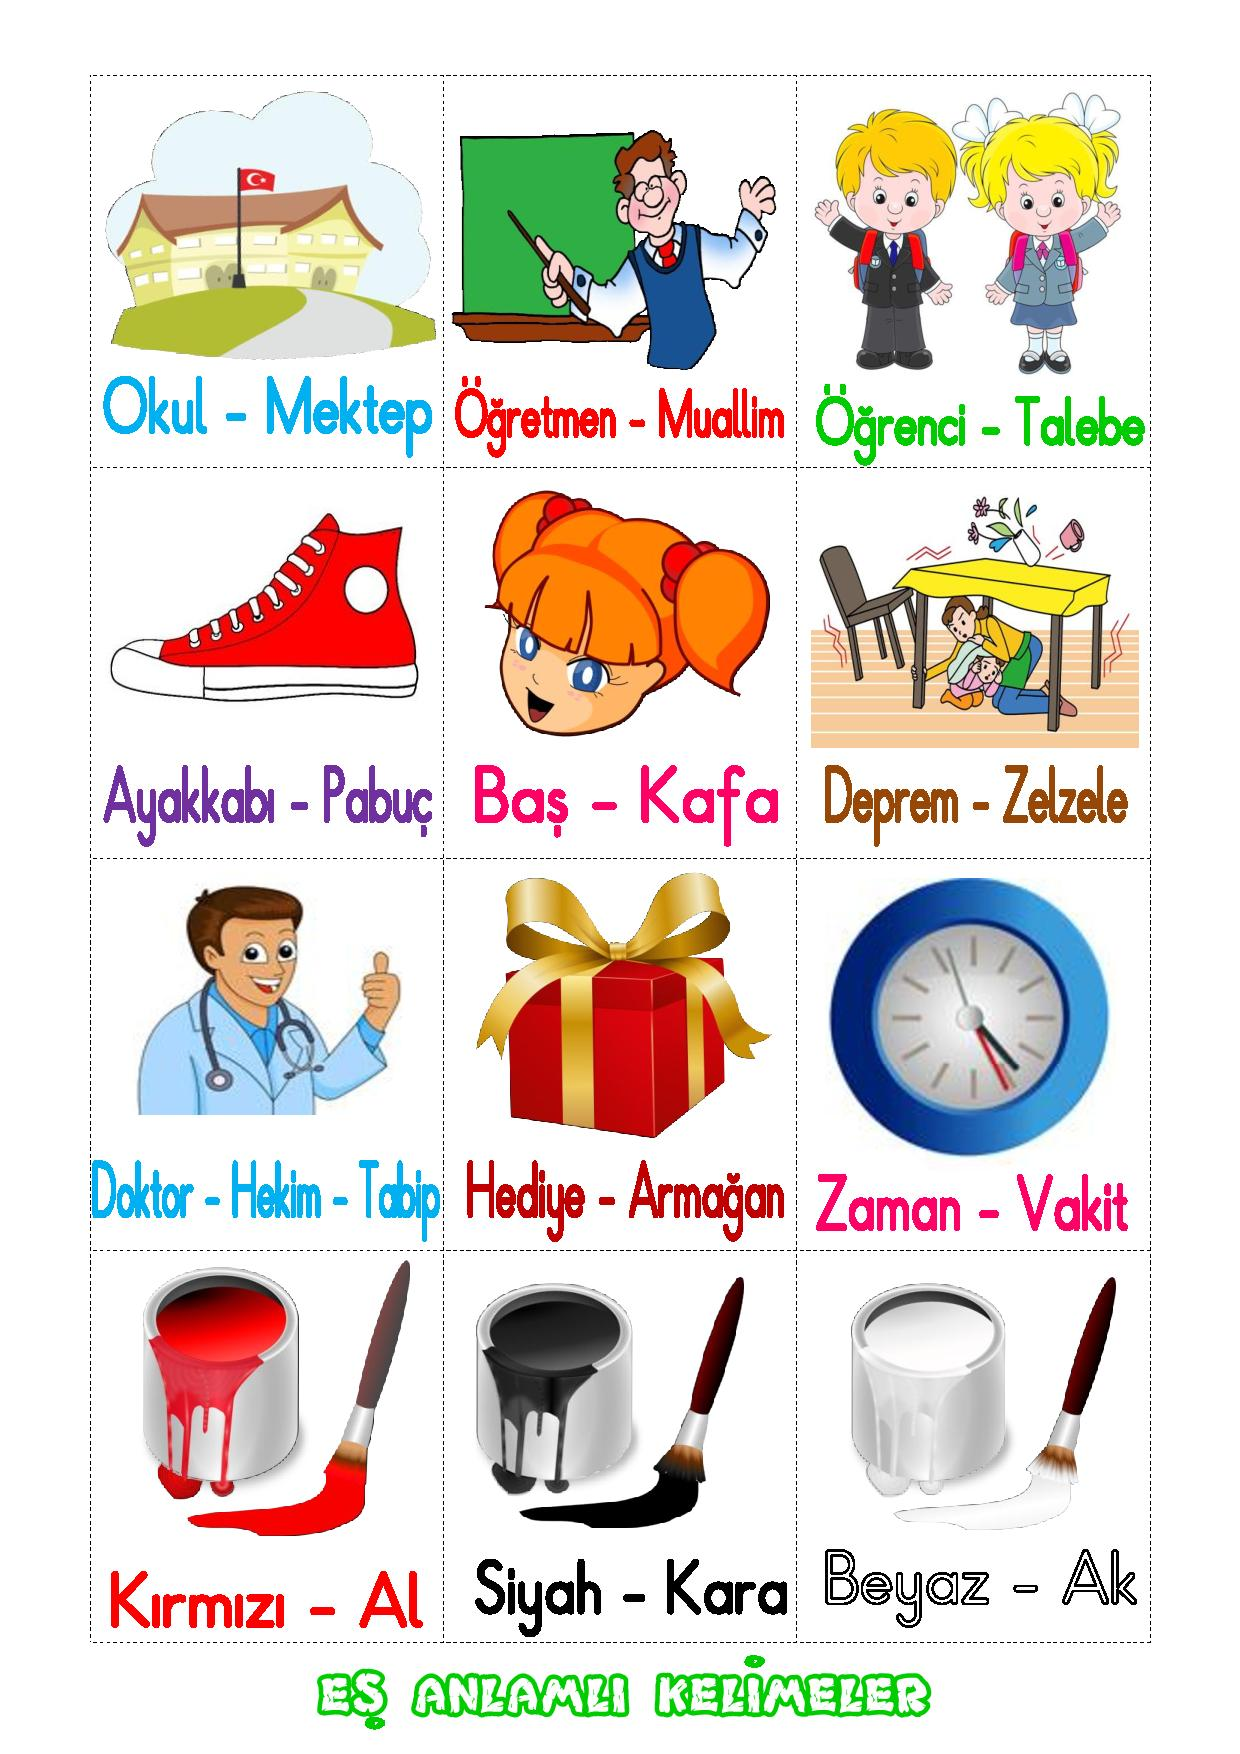 Okul - Mektep
Öğretmen - Muallim
Öğrenci - Talebe
Ayakkabı - Pabuç
Baş - Kafa
Deprem - Zelzele
Doktor - Hekim - Tabip
Hediye - Armağan
Zaman - Vakit
Kırmızı - Al
Siyah - Kara
Beyaz - Ak
EŞ ANLAMLI KELİMELER